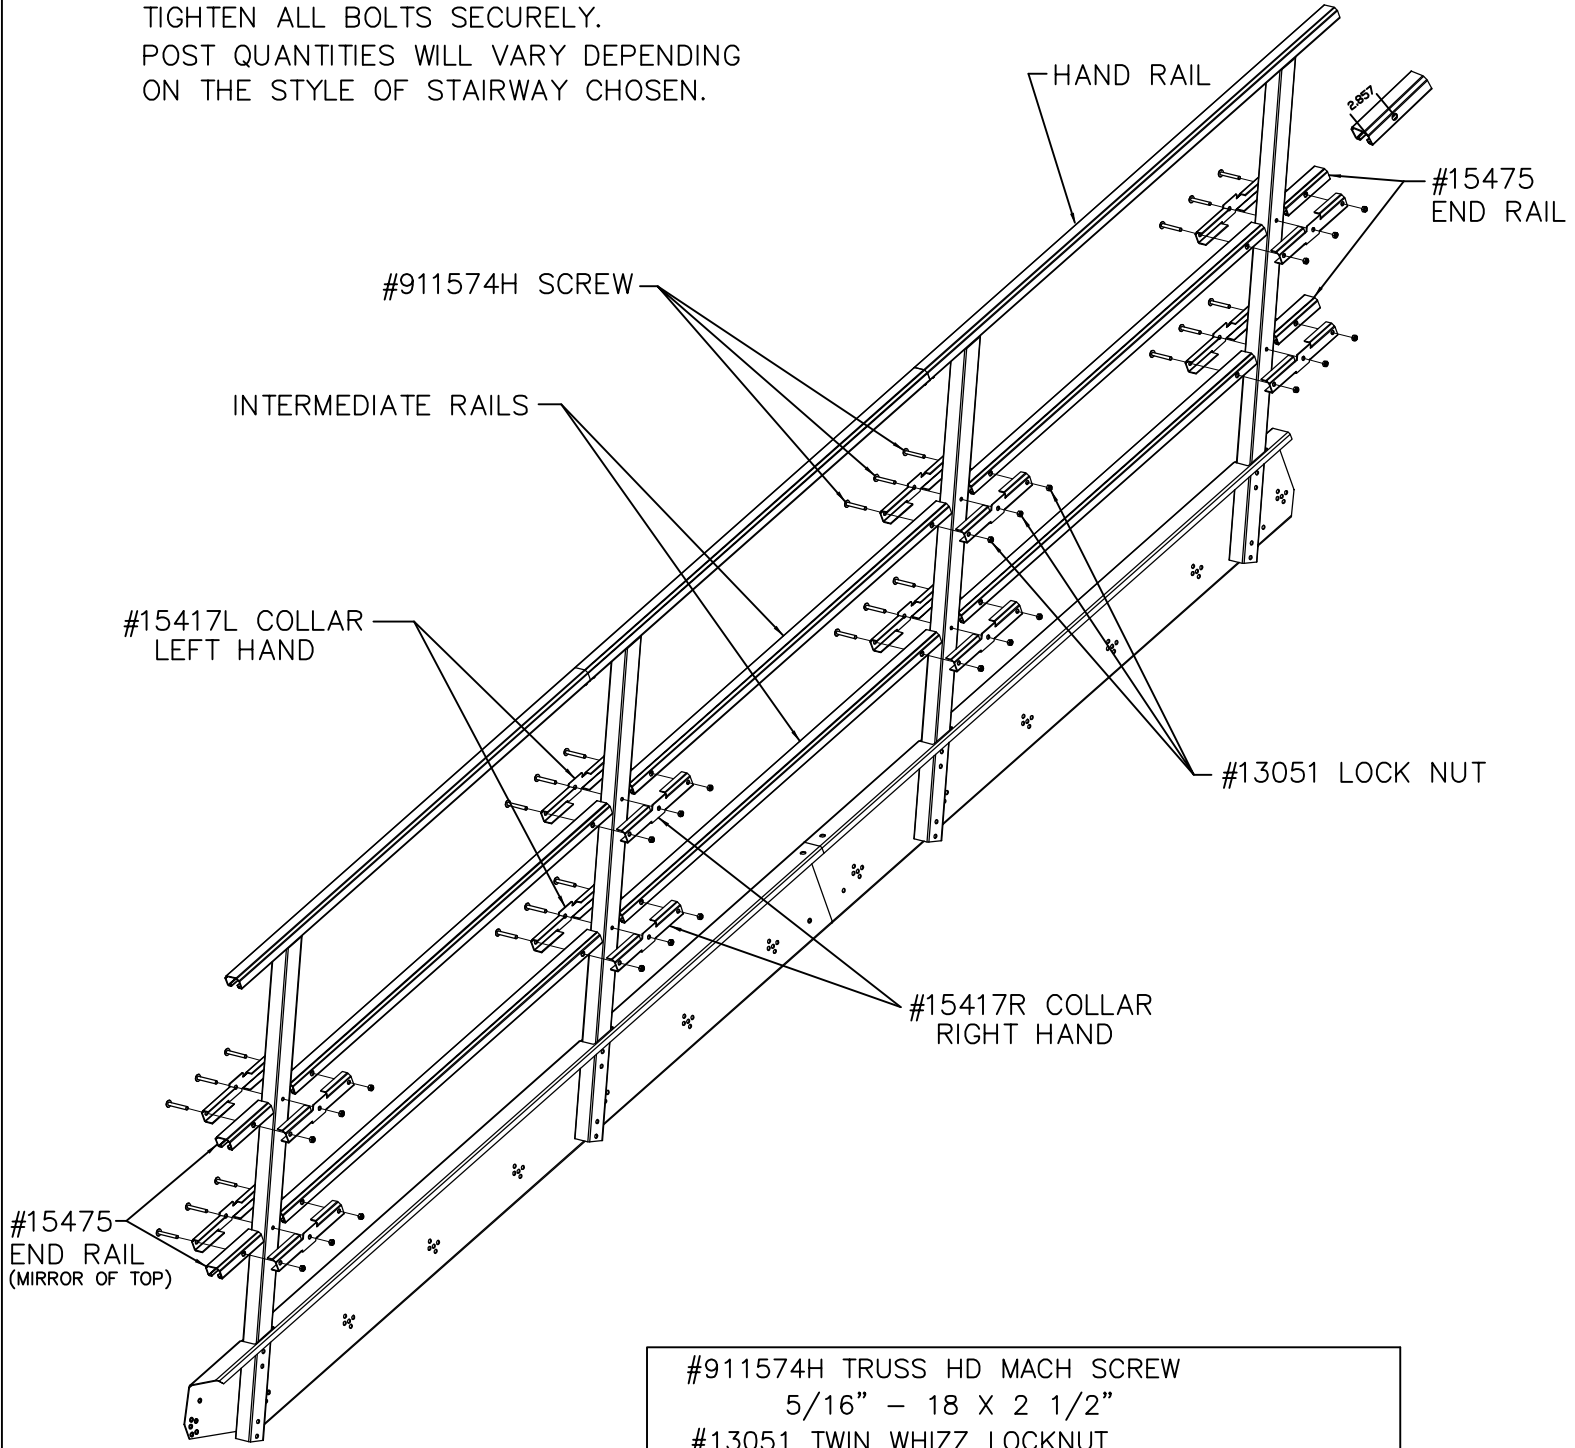 TIGHTEN ALL BOLTS SECURELY.
POST QUANTITIES WILL VARY DEPENDING
ON THE STYLE OF STAIRWAY CHOSEN.
HAND RAIL
2.857
#15475
END RAIL
#911574H SCREW
INTERMEDIATE RAILS
#15417L COLLAR
LEFT HAND
#13051 LOCK NUT
#15417R COLLAR
RIGHT HAND
#15475
END RAIL
(MIRROR OF TOP)
#911574H TRUSS HD MACH SCREW
5/16” – 18 X 2 1/2”
#13051 TWIN WHIZZ LOCKNUT